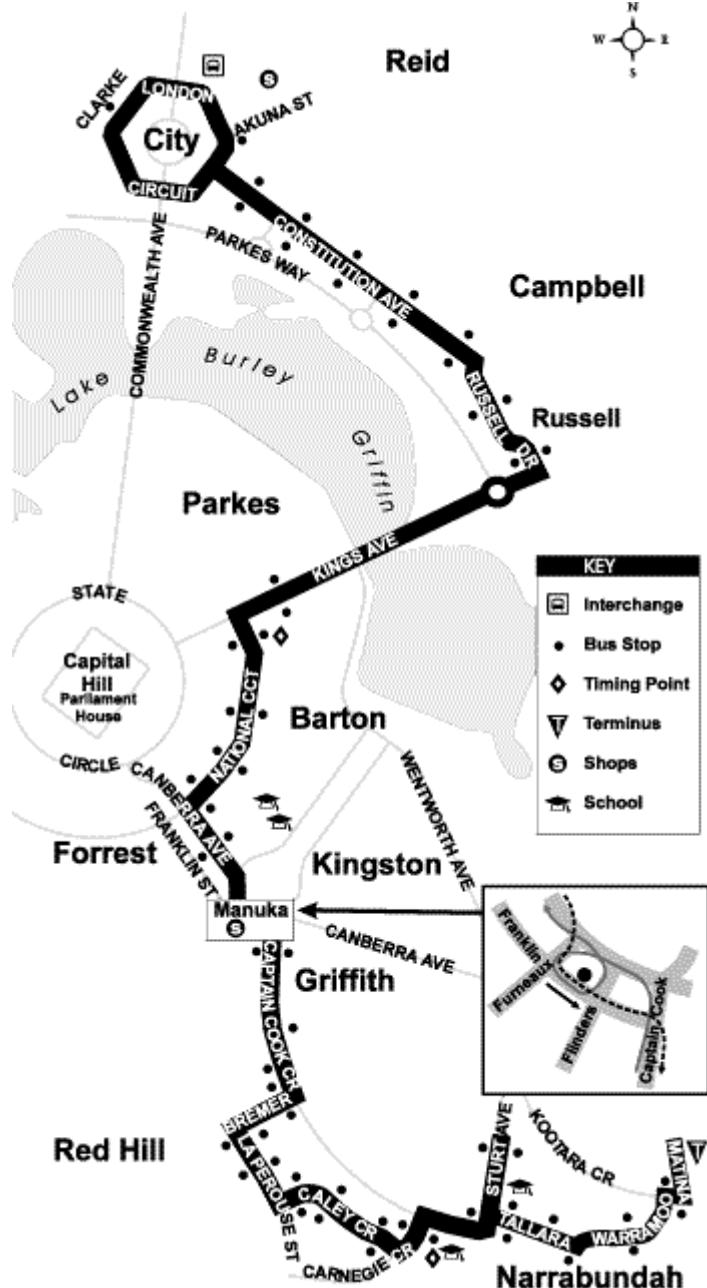 N
W
E
S
Reid
CLARKE
LONDON
S
AKUNA ST
City
CIRCUIT
COMMONWEALTH AVE
PARKES WAY
CONSTITUTION AVE
Campbell
Lake
Burley
Griffin
RUSSELL DR
Russell
Parkes
KINGS AVE
KEY
Interchange
Bus Stop
Timing Point
T Terminus
S Shops
School
STATE
Capital
Hill
Parliament
House
CIRCLE
NATIONAL CCT
Barton
CANBERRA AVE
FRANKLIN ST
WENTWORTH AVE
Forrest
Kingston
Manuka
S
CANBERRA AVE
Griffith
CAPTAIN COOK CR
Franklin
Furneaux
Flinders
Captain Cook
BREMER
Red Hill
LA PEROUSE ST
CALEY CR
CARNEGIE CR
STURT AVE
KOOTARA CR
TALLARA
WARRAMOO
MATINA
T
Narrabundah